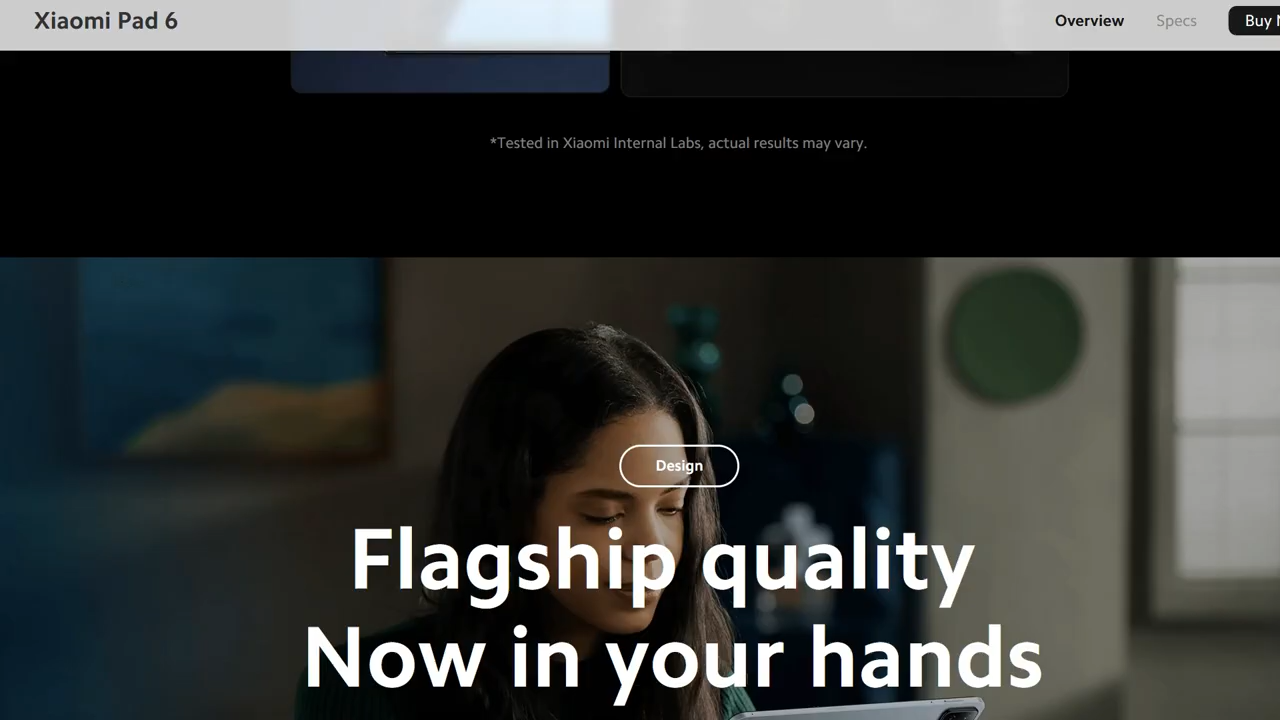 Xiaomi Pad 6
Overview
Specs
Buy
*Tested in Xiaomi Internal Labs, actual results may vary.
Design
Flagship quality
Now in your hands